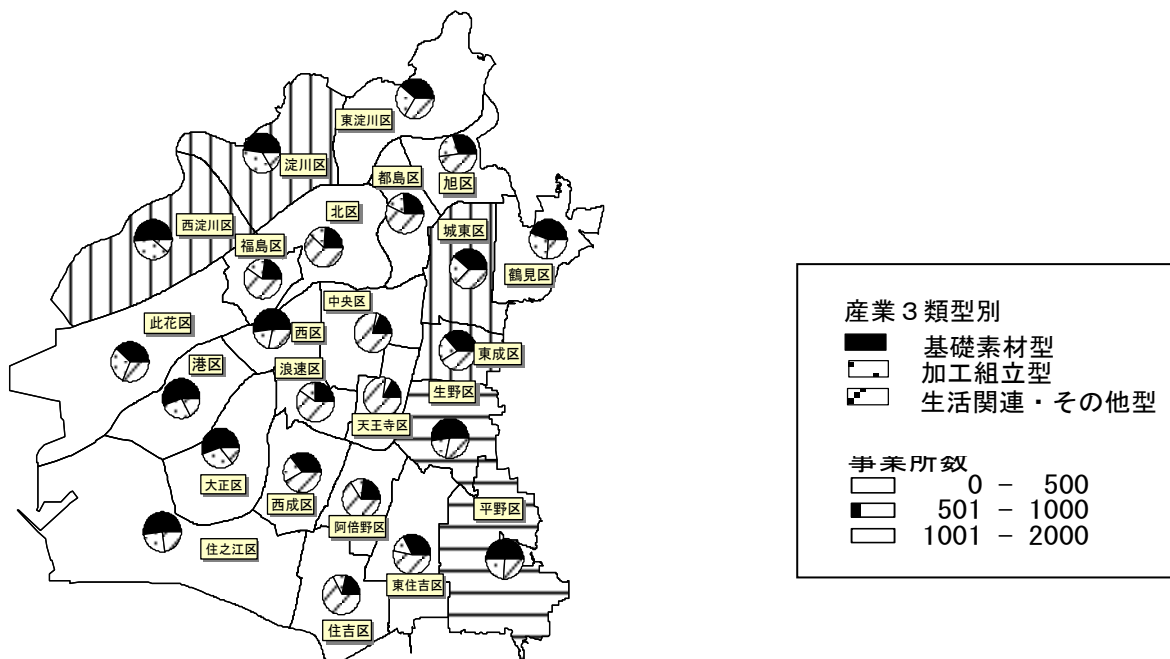 東淀川区
淀川区
都島区
旭区
北区
西淀川区
城東区
福島区
鶴見区
中央区
此花区
西区
東成区
港区
浪速区
生野区
天王寺区
大正区
西成区
平野区
阿倍野区
住之江区
東住吉区
住吉区
産業３類型別
基礎素材型
加工組立型
生活関連・その他型
事業所数
0 － 500
501 － 1000
1001 － 2000